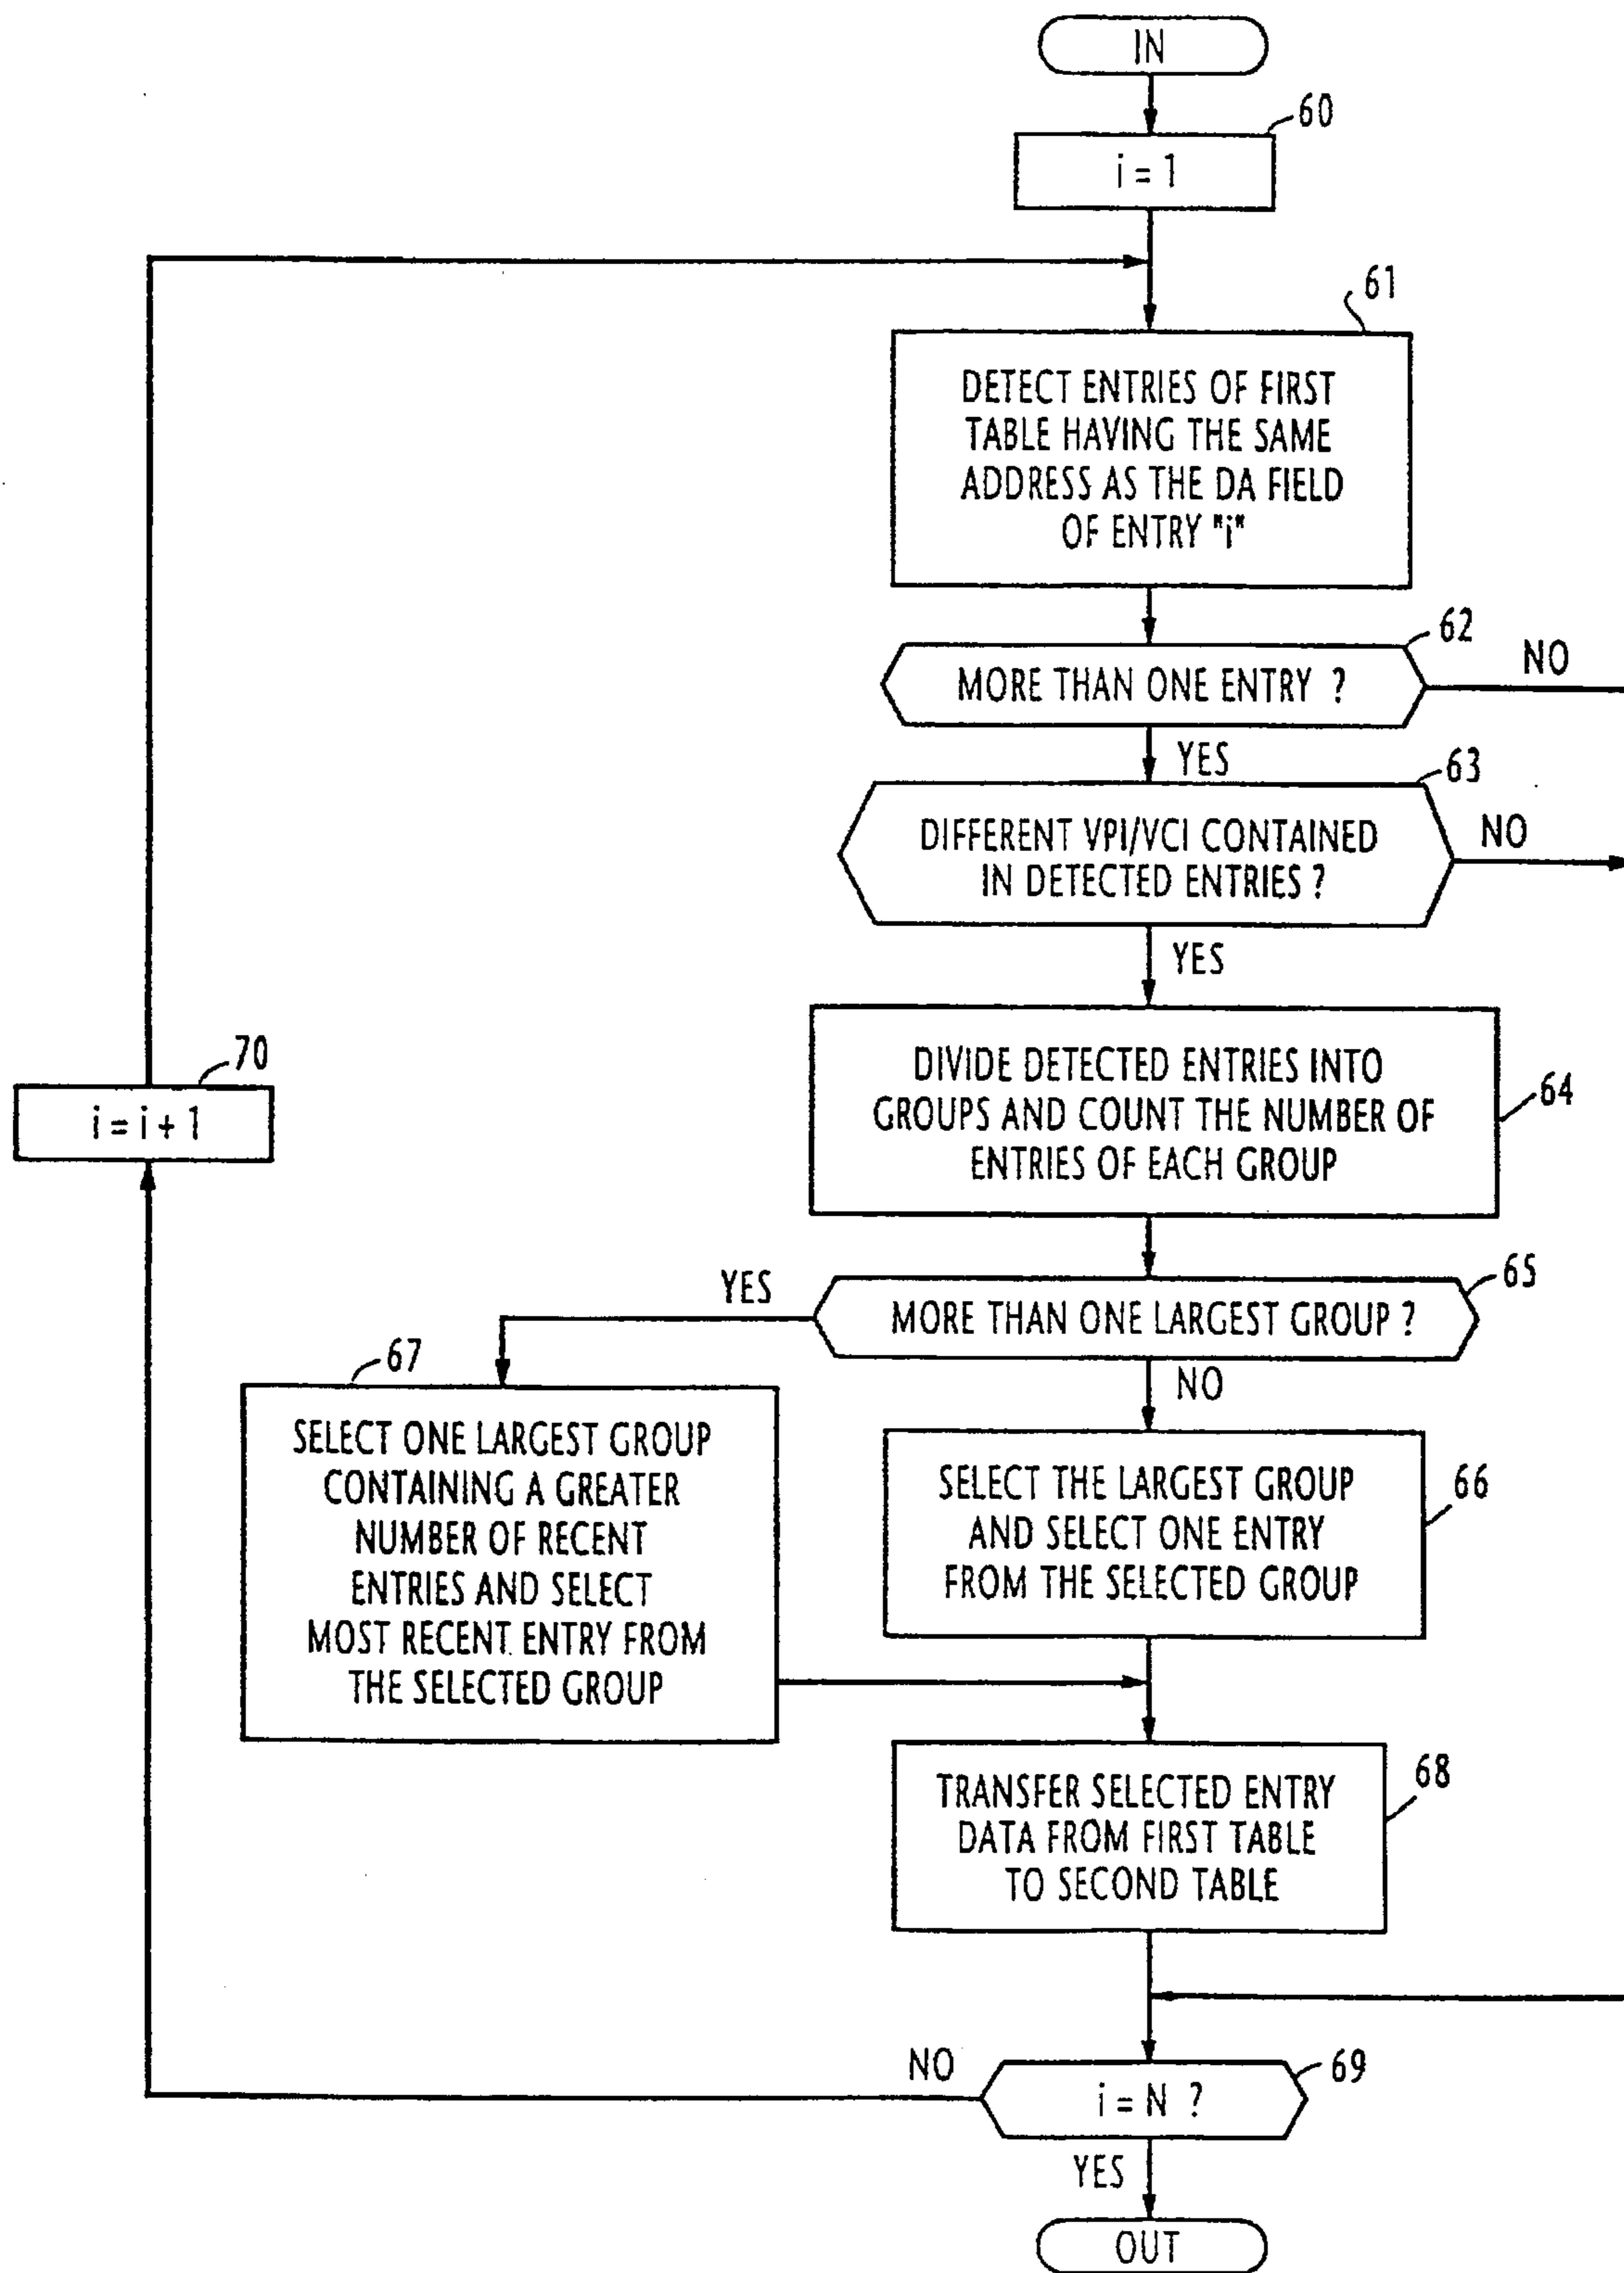 IN
60
i = 1
61
DETECT ENTRIES OF FIRST
TABLE HAVING THE SAME
ADDRESS AS THE DA FIELD
OF ENTRY "i"
62
MORE THAN ONE ENTRY ?
NO
YES
63
DIFFERENT VPI/VCI CONTAINED
IN DETECTED ENTRIES ?
NO
YES
64
DIVIDE DETECTED ENTRIES INTO
GROUPS AND COUNT THE NUMBER OF
ENTRIES OF EACH GROUP
70
i = i + 1
65
MORE THAN ONE LARGEST GROUP ?
YES
NO
67
SELECT ONE LARGEST GROUP
CONTAINING A GREATER
NUMBER OF RECENT
ENTRIES AND SELECT
MOST RECENT ENTRY FROM
THE SELECTED GROUP
66
SELECT THE LARGEST GROUP
AND SELECT ONE ENTRY
FROM THE SELECTED GROUP
68
TRANSFER SELECTED ENTRY
DATA FROM FIRST TABLE
TO SECOND TABLE
69
NO
i = N ?
YES
OUT